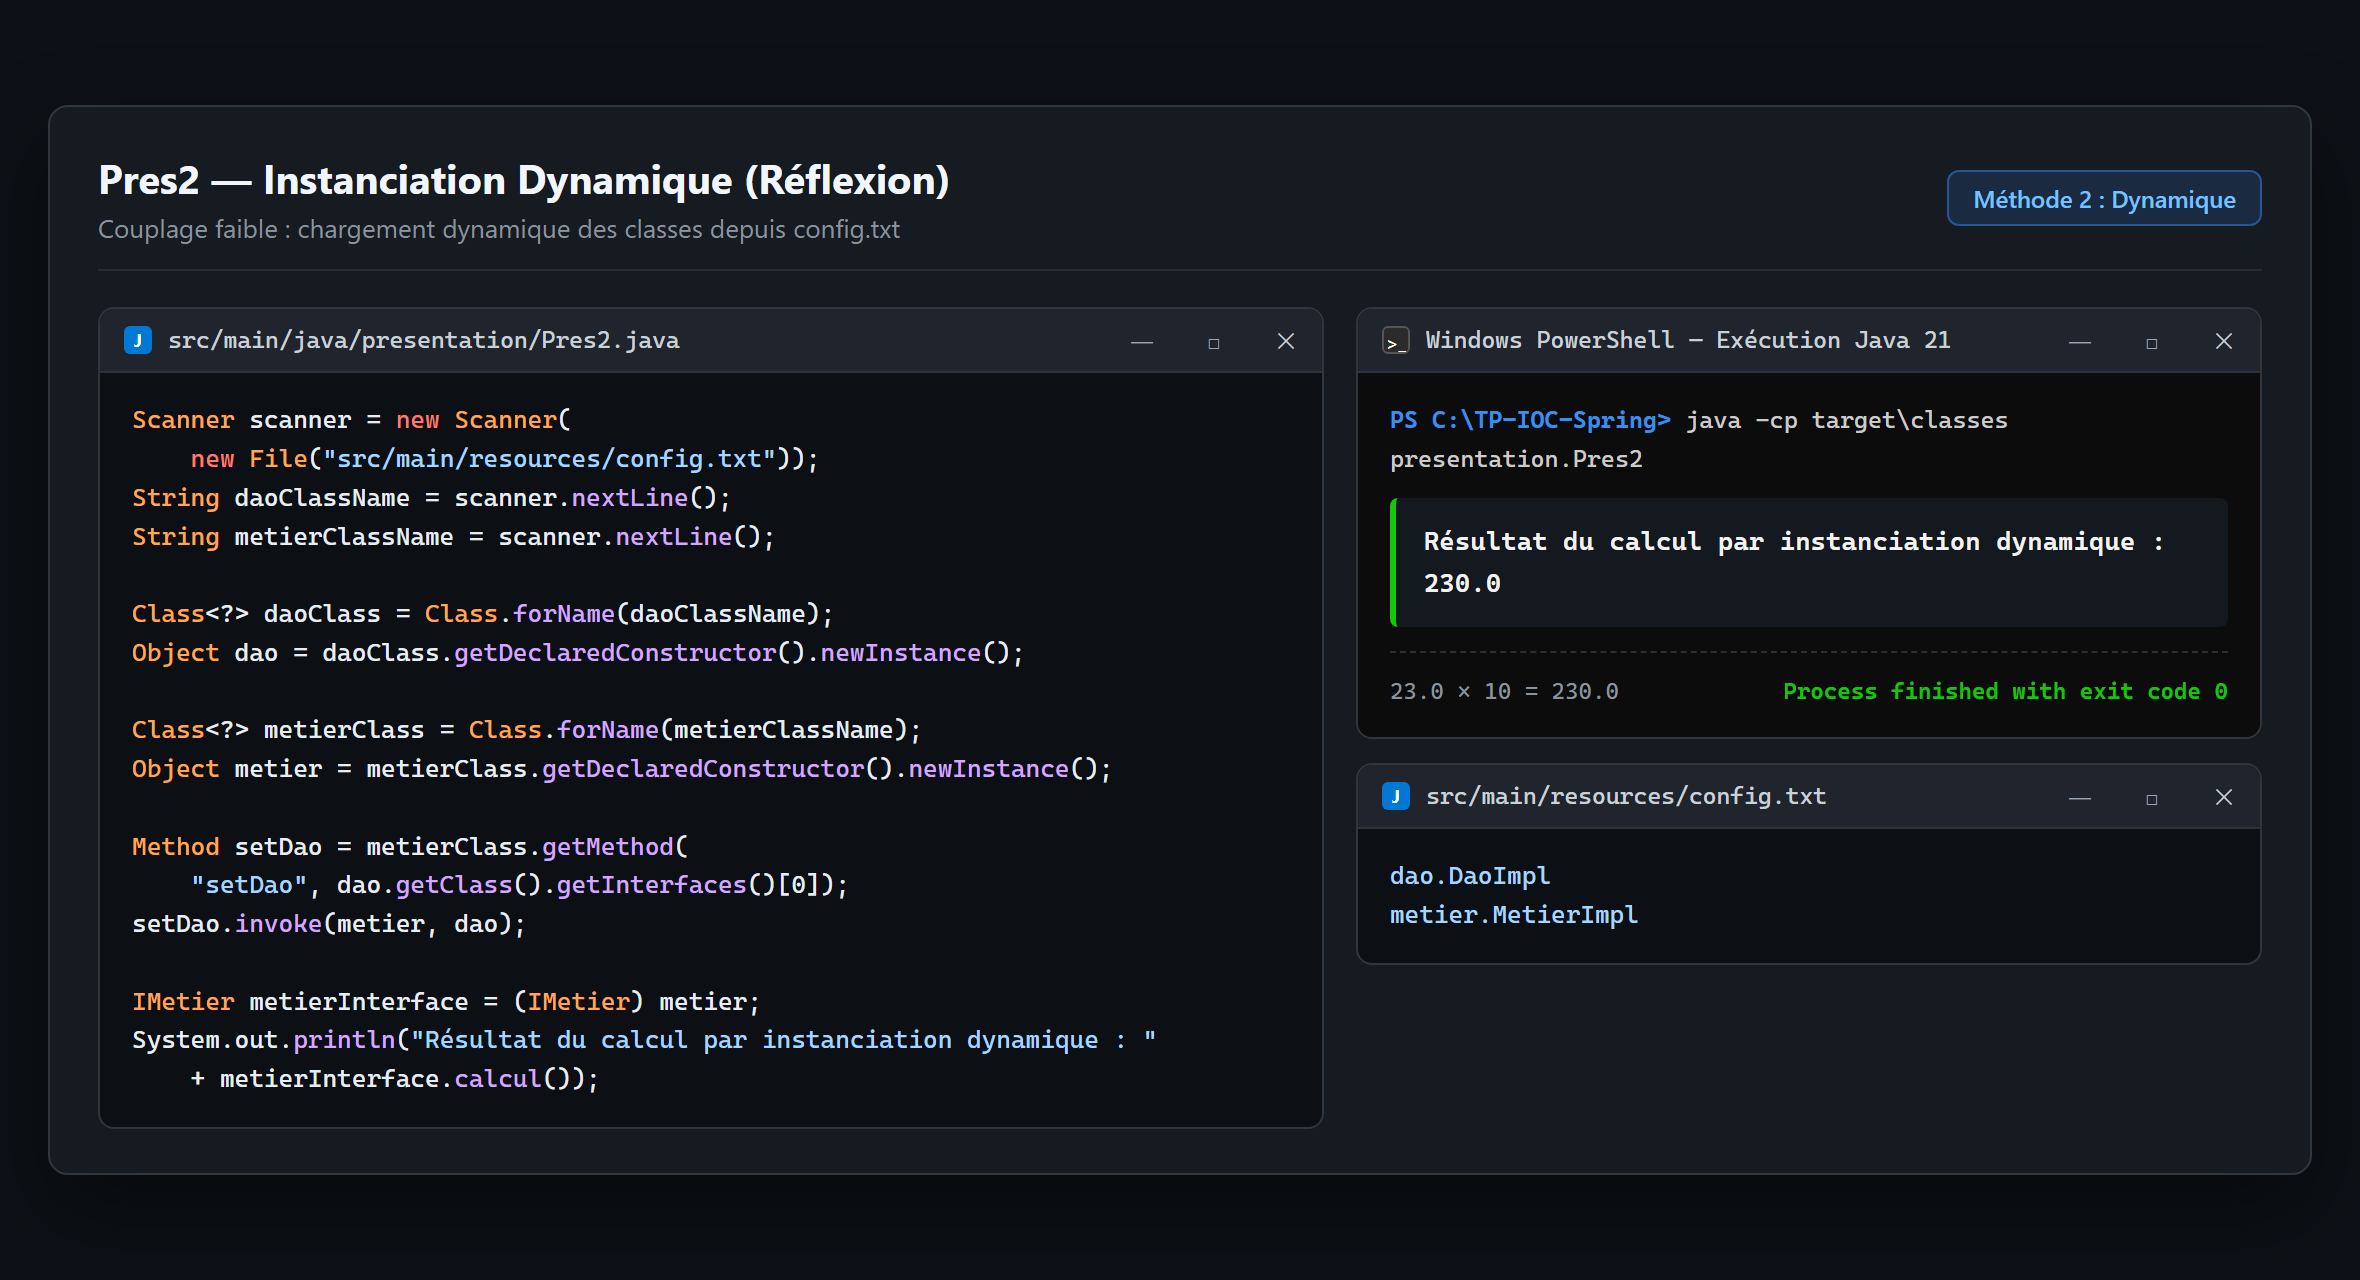 Pres2 — Instanciation Dynamique (Réflexion)
Couplage faible : chargement dynamique des classes depuis config.txt
Méthode 2 : Dynamique
J src/main/java/presentation/Pres2.java
Scanner scanner = new Scanner(
    new File("src/main/resources/config.txt"));
String daoClassName = scanner.nextLine();
String metierClassName = scanner.nextLine();
Class<?> daoClass = Class.forName(daoClassName);
Object dao = daoClass.getDeclaredConstructor().newInstance();
Class<?> metierClass = Class.forName(metierClassName);
Object metier = metierClass.getDeclaredConstructor().newInstance();
Method setDao = metierClass.getMethod(
    "setDao", dao.getClass().getInterfaces()[0]);
setDao.invoke(metier, dao);
IMetier metierInterface = (IMetier) metier;
System.out.println("Résultat du calcul par instanciation dynamique : "
    + metierInterface.calcul());
>_ Windows PowerShell — Exécution Java 21
PS C:\TP-IOC-Spring> java -cp target\classes
presentation.Pres2
Résultat du calcul par instanciation dynamique :
230.0
23.0 × 10 = 230.0
Process finished with exit code 0
J src/main/resources/config.txt
dao.DaoImpl
metier.MetierImpl